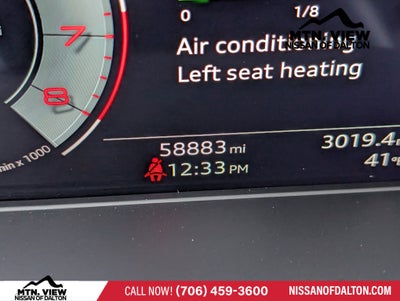 0
1/8
MTN. VIEW
NISSAN OF DALTON
Air condition
Left seat heating
7
8
min x 1000
58883 mi
3019.4
12:33 PM
41°F
MTN. VIEW
NISSAN OF DALTON
CALL NOW! (706) 459-3600
NISSANOFDALTON.COM